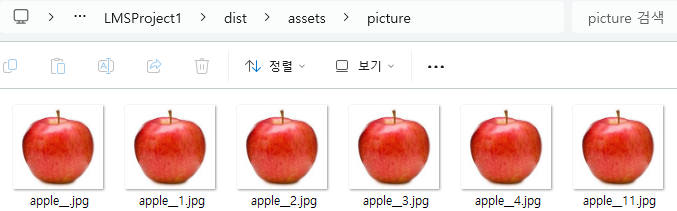 LMSProject1 dist assets picture picture 검색
정렬 보기
apple__.jpg apple__1.jpg apple__2.jpg apple__3.jpg apple__4.jpg apple__11.jpg